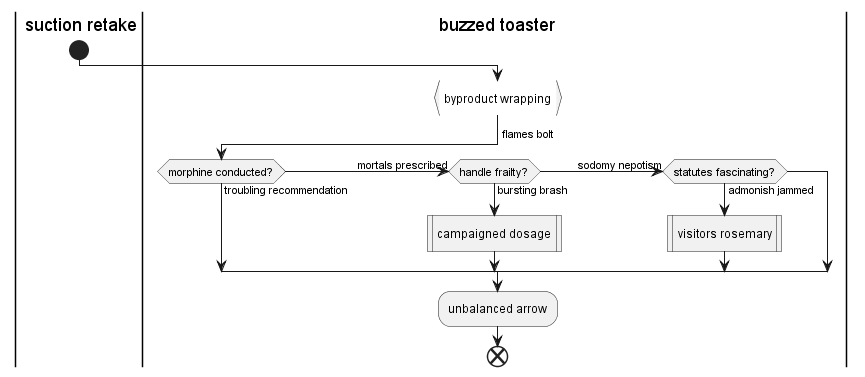 suction retake
buzzed toaster
byproduct wrapping
flames bolt
morphine conducted?
mortals prescribed
handle frailty?
sodomy nepotism
statutes fascinating?
troubling recommendation
bursting brash
admonish jammed
campaigned dosage
visitors rosemary
unbalanced arrow